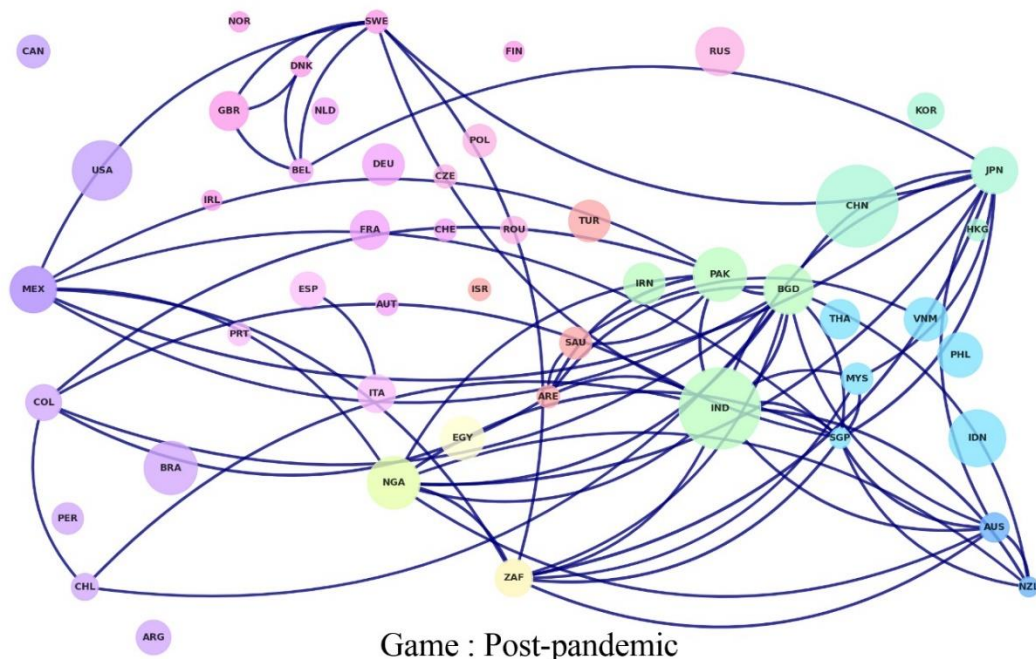 NOR
SWE
CAN
FIN
RUS
DNK
GBR
NLD
KOR
POL
USA
BEL
DEU
CZE
JPN
IRL
CHN
FRA
CHE
ROU
TUR
HKG
MEX
ESP
ISR
IRN
PAK
BGD
AUT
THA
VNM
PRT
SAU
PHL
MYS
COL
ITA
ARE
IND
EGY
SGP
IDN
BRA
NGA
PER
AUS
CHL
ZAF
NZL
ARG
Game : Post-pandemic